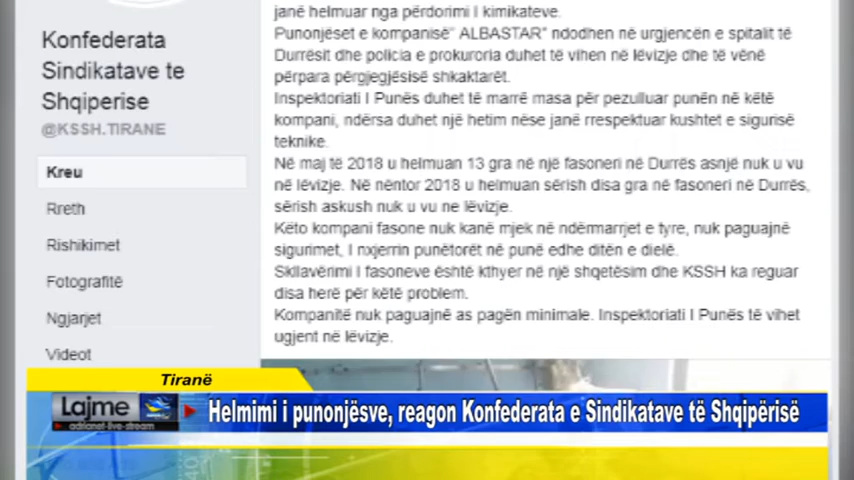 janë helmuar nga përdorimi I kimikateve.
Punonjëset e kompanisë" ALBASTAR" ndodhen në urgjencën e spitalit të
Durrësit dhe policia e prokuroria duhet të vihen në lëvizje dhe të vënë
përpara përgjegjësisë shkaktarët.
Inspektoriati I Punës duhet të marrë masa për pezulluar punën në këtë
kompani, ndërsa duhet një hetim nëse janë rrespektuar kushtet e sigurisë
teknike.
Në maj të 2018 u helmuan 13 gra në një fasoneri në Durrës asnjë nuk u vu
në lëvizje. Në nëntor 2018 u helmuan sërish disa gra në fasoneri në Durrës,
sërish askush nuk u vu ne lëvizje.
Këto kompani fasone nuk kanë mjek në ndërmarrjet e tyre, nuk paguajnë
sigurimet, I nxjerrin punëtorët në punë edhe ditën e dielë.
Skllavërimi I fasoneve është kthyer në një shqetësim dhe KSSH ka reguar
disa herë për këtë problem.
Kompanitë nuk paguajnë as pagën minimale. Inspektoriati I Punës të vihet
ugjent në lëvizje.
Konfederata
Sindikatave te
Shqiperise
@KSSH.TIRANE
Kreu
Rreth
Rishikimet
Fotografitë
Ngjarjet
Videot
Tiranë
Lajme
adrianet-live-stream
Helmimi i punonjësve, reagon Konfederata e Sindikatave të Shqipërisë